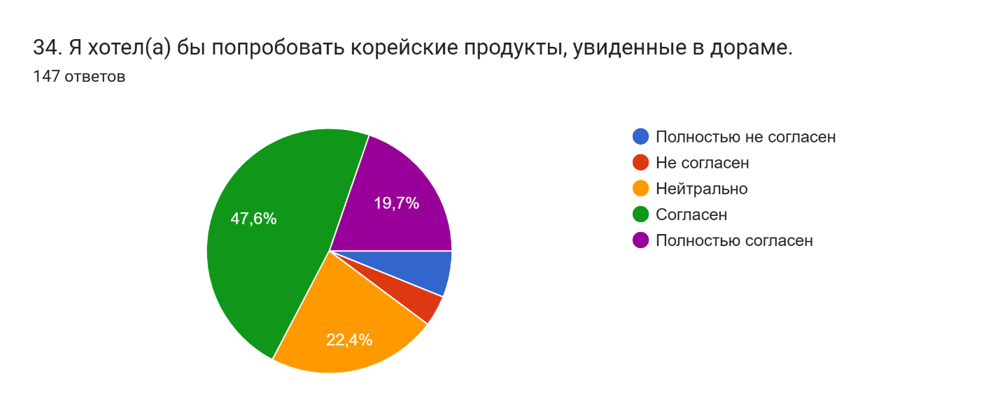 34. Я хотел(а) бы попробовать корейские продукты, увиденные в дораме.
147 ответов
47,6%
19,7%
22,4%
Полностью не согласен
Не согласен
Нейтрально
Согласен
Полностью согласен